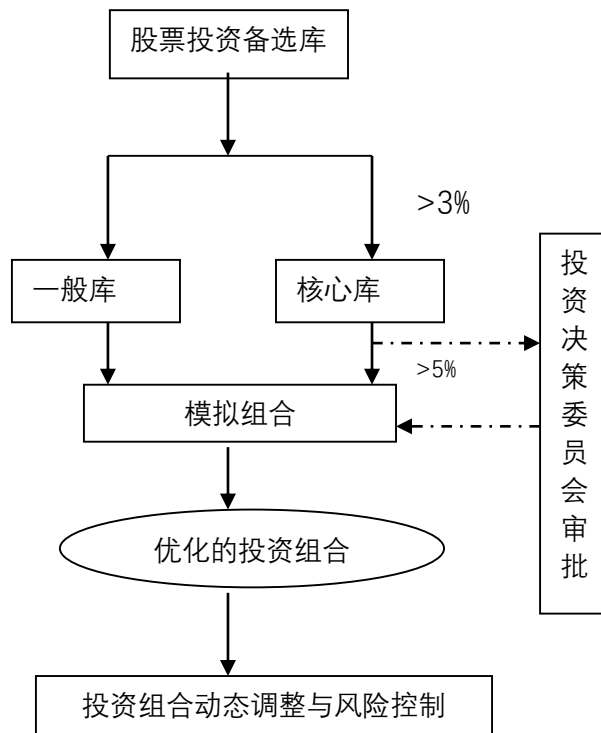 股票投资备选库
>3%
一般库
核心库
投资决策委员会审批
>5%
模拟组合
优化的投资组合
投资组合动态调整与风险控制